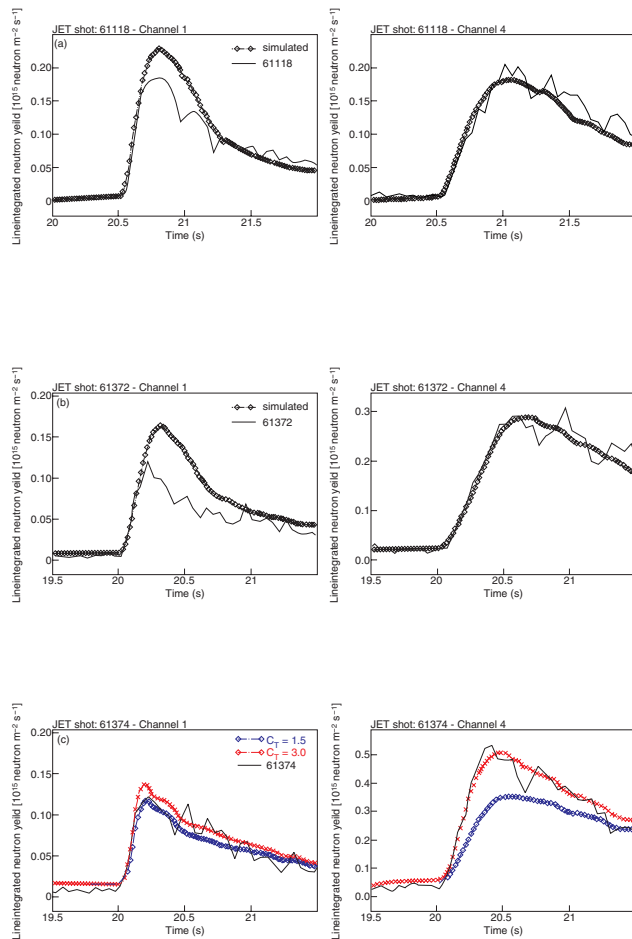 JET shot: 61118 - Channel 1
(a)
simulated
61118
Lineintegrated neutron yeild [10¹⁵ neutron m⁻² s⁻¹]
0.20
0.15
0.10
0.05
0
20 20.5 21 21.5
Time (s)
JET shot: 61118 - Channel 4
Lineintegrated neutron yeild [10¹⁵ neutron m⁻² s⁻¹]
0.20
0.15
0.10
0.05
0
20 20.5 21 21.5
Time (s)
JET shot: 61372 - Channel 1
(b)
simulated
61372
Lineintegrated neutron yeild [10¹⁵ neutron m⁻² s⁻¹]
0.20
0.15
0.10
0.05
0
19.5 20 20.5 21
Time (s)
JET shot: 61372 - Channel 4
Lineintegrated neutron yeild [10¹⁵ neutron m⁻² s⁻¹]
0.3
0.2
0.1
0.0
19.5 20 20.5 21
Time (s)
JET shot: 61374 - Channel 1
(c)
C_T = 1.5
C_T = 3.0
61374
Lineintegrated neutron yeild [10¹⁵ neutron m⁻² s⁻¹]
0.20
0.15
0.10
0.05
0
19.5 20 20.5 21
Time (s)
JET shot: 61374 - Channel 4
Lineintegrated neutron yeild [10¹⁵ neutron m⁻² s⁻¹]
0.5
0.4
0.3
0.2
0.1
0
19.5 20 20.5 21
Time (s)